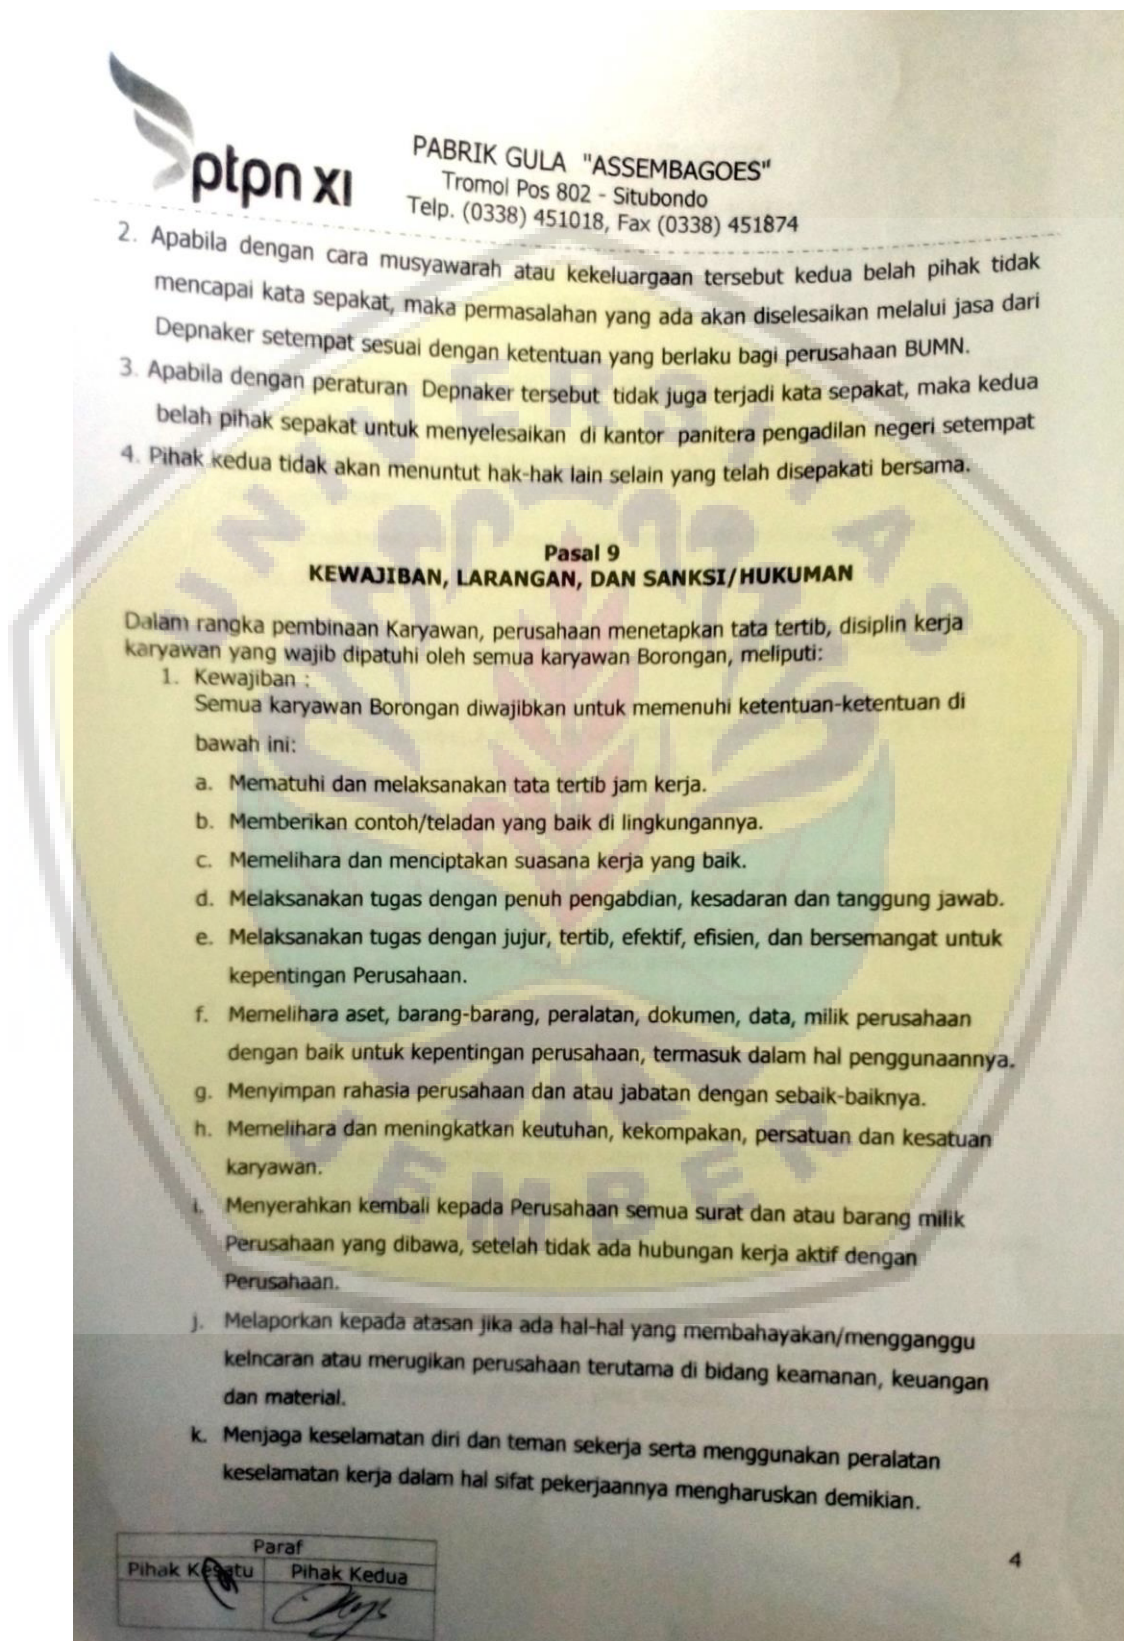 ptpn XI
PABRIK GULA "ASSEMBAGOES"
Tromol Pos 802 - Situbondo
Telp. (0338) 451018, Fax (0338) 451874
2. Apabila dengan cara musyawarah atau kekeluargaan tersebut kedua belah pihak tidak
mencapai kata sepakat, maka permasalahan yang ada akan diselesaikan melalui jasa dari
Depnaker setempat sesuai dengan ketentuan yang berlaku bagi perusahaan BUMN.
3. Apabila dengan peraturan Depnaker tersebut tidak juga terjadi kata sepakat, maka kedua
belah pihak sepakat untuk menyelesaikan di kantor panitera pengadilan negeri setempat
4. Pihak kedua tidak akan menuntut hak-hak lain selain yang telah disepakati bersama.
Pasal 9
KEWAJIBAN, LARANGAN, DAN SANKSI/HUKUMAN
Dalam rangka pembinaan Karyawan, perusahaan menetapkan tata tertib, disiplin kerja
karyawan yang wajib dipatuhi oleh semua karyawan Borongan, meliputi:
1. Kewajiban :
Semua karyawan Borongan diwajibkan untuk memenuhi ketentuan-ketentuan di
bawah ini:
a. Mematuhi dan melaksanakan tata tertib jam kerja.
b. Memberikan contoh/teladan yang baik di lingkungannya.
c. Memelihara dan menciptakan suasana kerja yang baik.
d. Melaksanakan tugas dengan penuh pengabdian, kesadaran dan tanggung jawab.
e. Melaksanakan tugas dengan jujur, tertib, efektif, efisien, dan bersemangat untuk
kepentingan Perusahaan.
f. Memelihara aset, barang-barang, peralatan, dokumen, data, milik perusahaan
dengan baik untuk kepentingan perusahaan, termasuk dalam hal penggunaannya.
g. Menyimpan rahasia perusahaan dan atau jabatan dengan sebaik-baiknya.
h. Memelihara dan meningkatkan keutuhan, kekompakan, persatuan dan kesatuan
karyawan.
i. Menyerahkan kembali kepada Perusahaan semua surat dan atau barang milik
Perusahaan yang dibawa, setelah tidak ada hubungan kerja aktif dengan
Perusahaan.
j. Melaporkan kepada atasan jika ada hal-hal yang membahayakan/mengganggu
kelncaran atau merugikan perusahaan terutama di bidang keamanan, keuangan
dan material.
k. Menjaga keselamatan diri dan teman sekerja serta menggunakan peralatan
keselamatan kerja dalam hal sifat pekerjaannya mengharuskan demikian.
Paraf
Pihak Kesatu Pihak Kedua
4
UNIVERSITAS
JEMBER